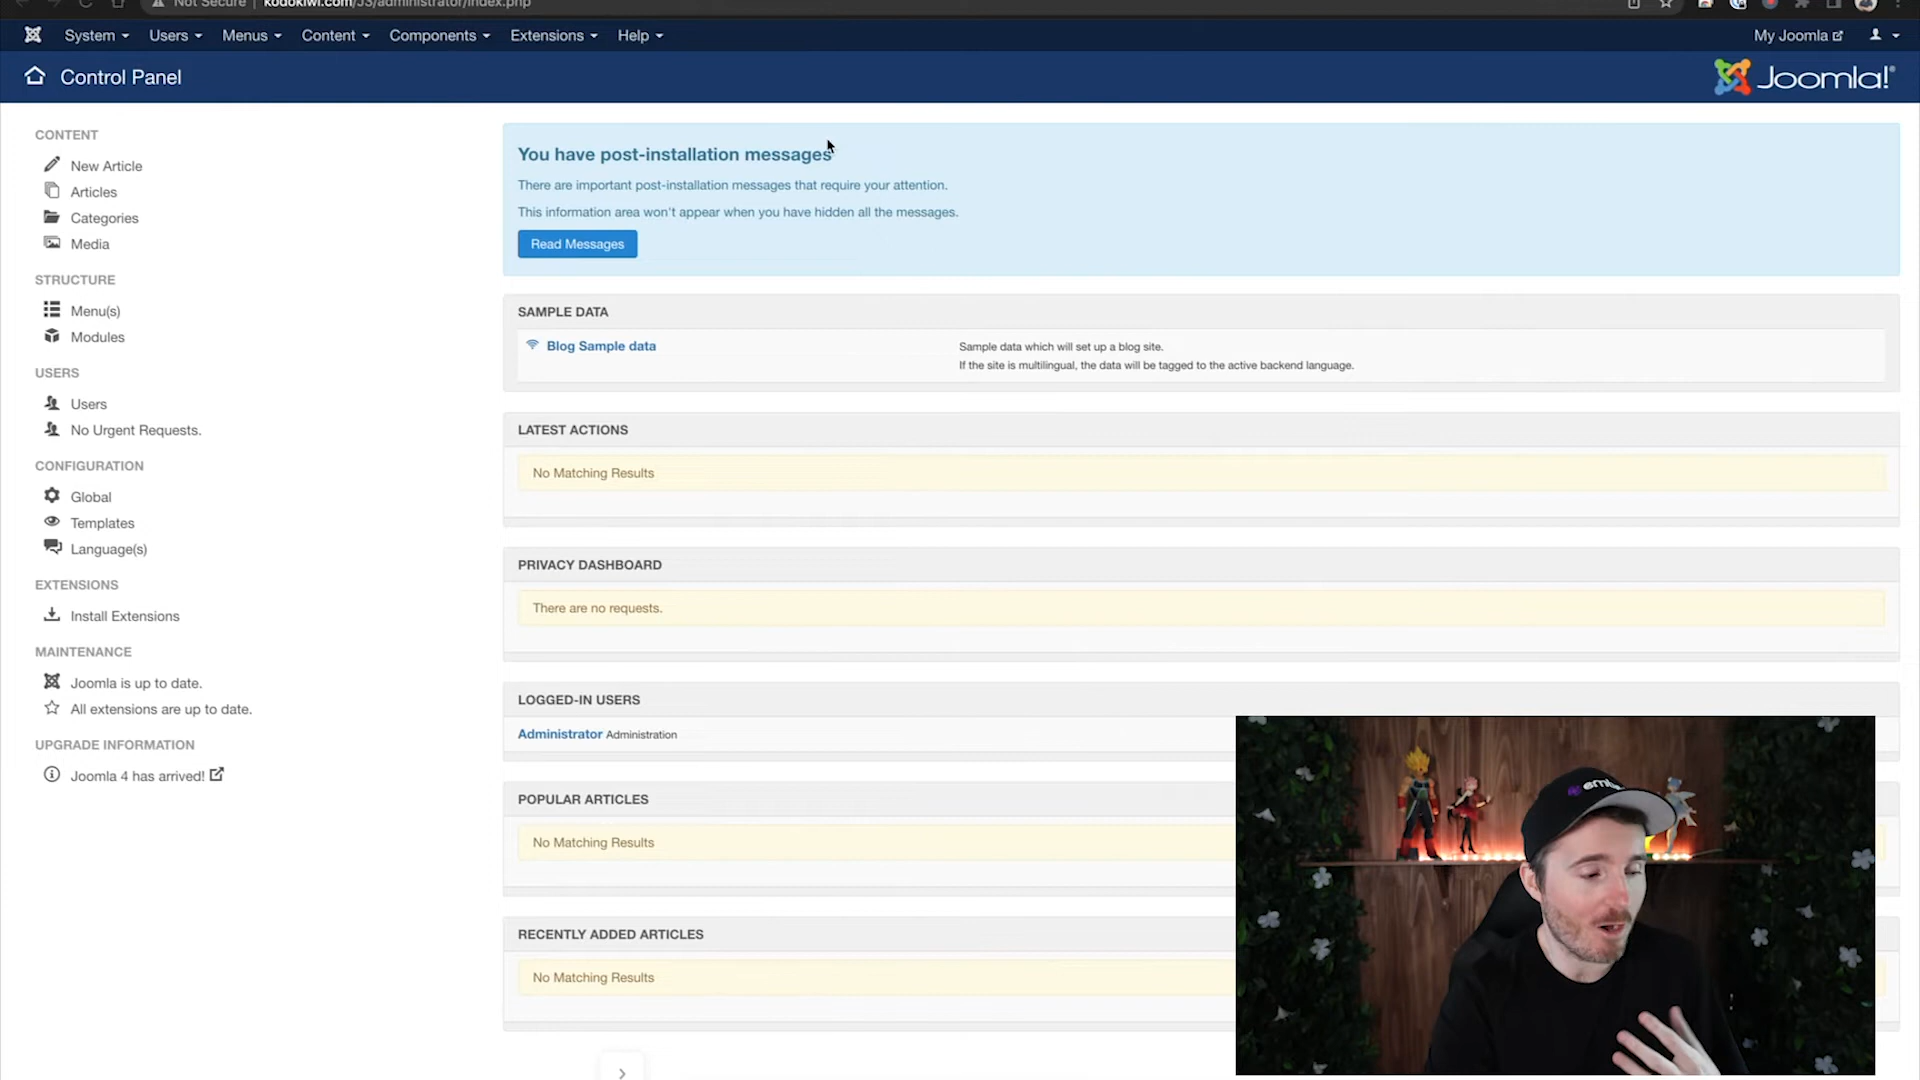 Not Secure | kodokiwi.com/J3/administrator/index.php
System Users Menus Content Components Extensions Help My Joomla
Control Panel Joomla!®
CONTENT
New Article
Articles
Categories
Media
STRUCTURE
Menu(s)
Modules
USERS
Users
No Urgent Requests.
CONFIGURATION
Global
Templates
Language(s)
EXTENSIONS
Install Extensions
MAINTENANCE
Joomla is up to date.
All extensions are up to date.
UPGRADE INFORMATION
Joomla 4 has arrived!
You have post-installation messages
There are important post-installation messages that require your attention.
This information area won't appear when you have hidden all the messages.
Read Messages
SAMPLE DATA
Blog Sample data
Sample data which will set up a blog site.
If the site is multilingual, the data will be tagged to the active backend language.
LATEST ACTIONS
No Matching Results
PRIVACY DASHBOARD
There are no requests.
LOGGED-IN USERS
Administrator Administration
POPULAR ARTICLES
No Matching Results
RECENTLY ADDED ARTICLES
No Matching Results